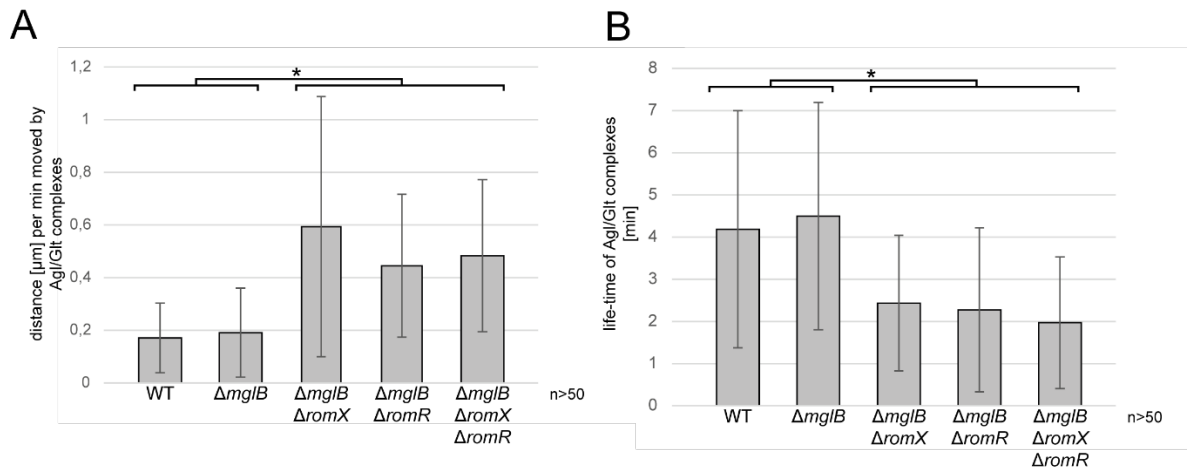 A
distance [µm] per min moved by
Agl/Glt complexes
1,2
1
0,8
0,6
0,4
0,2
0
*
WT
ΔmglB
ΔmglB
ΔromX
ΔmglB
ΔromR
ΔmglB
ΔromX
ΔromR
n>50
B
life-time of Agl/Glt complexes
[min]
8
7
6
5
4
3
2
1
0
*
WT
ΔmglB
ΔmglB
ΔromX
ΔmglB
ΔromR
ΔmglB
ΔromX
ΔromR
n>50